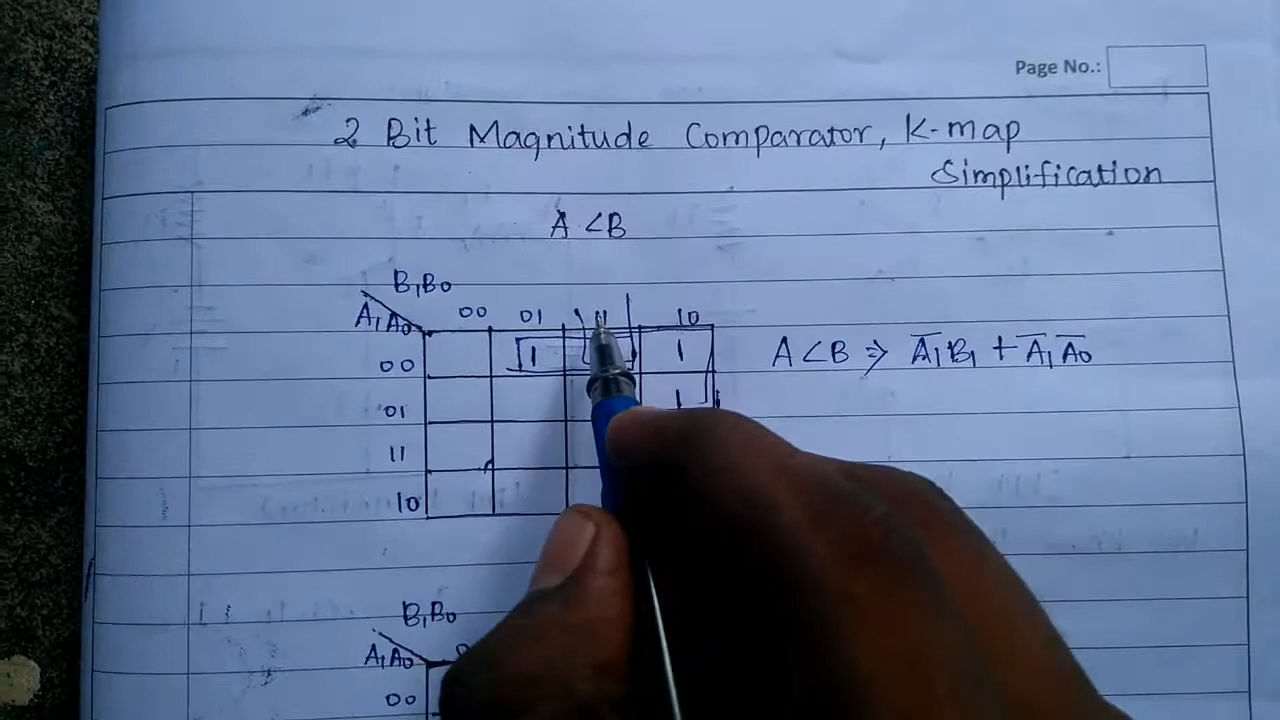 Page No.:
2 Bit Magnitude Comparator, K-map
Simplification
A<B
B₁B₀
A₁A₀ 00 01 11 10
00 1 1
01 1
11
10
A<B ⇒ A̅₁B₁ + A̅₁A̅₀
B₁B₀
A₁A₀
00